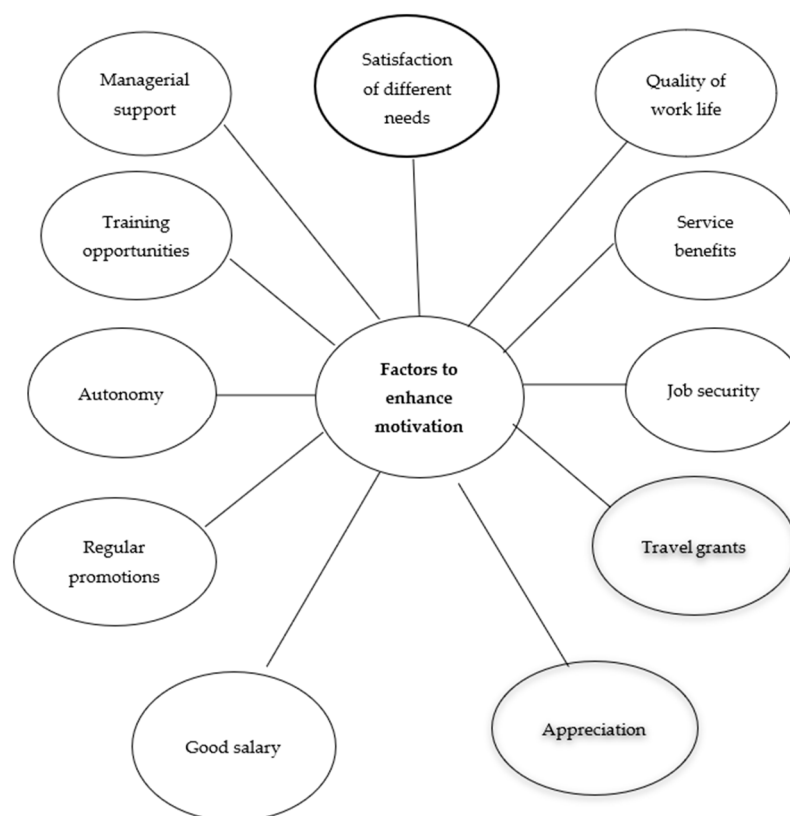 Managerial
support
Satisfaction
of different
needs
Quality of
work life
Training
opportunities
Service
benefits
Factors to
enhance
motivation
Autonomy
Job security
Regular
promotions
Travel grants
Good salary
Appreciation